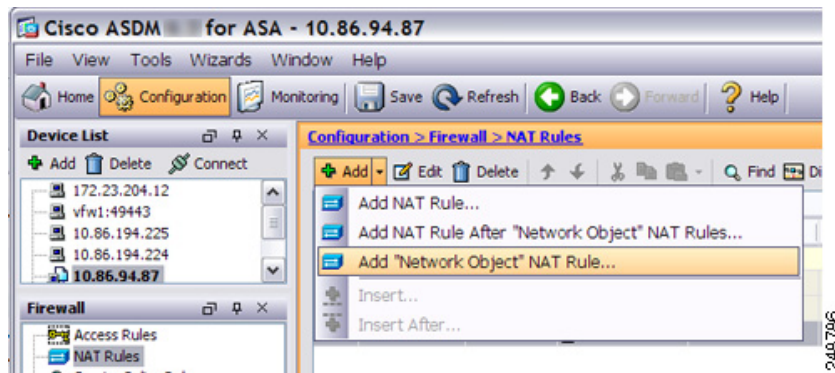 Cisco ASDM for ASA - 10.86.94.87
File View Tools Wizards Window Help
Home Configuration Monitoring Save Refresh Back Forward Help
Device List
Add Delete Connect
172.23.204.12
vfw1:49443
10.86.194.225
10.86.194.224
10.86.94.87
Firewall
Access Rules
NAT Rules
Configuration > Firewall > NAT Rules
Add Edit Delete Find Di
Add NAT Rule...
Add NAT Rule After "Network Object" NAT Rules...
Add "Network Object" NAT Rule...
Insert...
Insert After...
249796